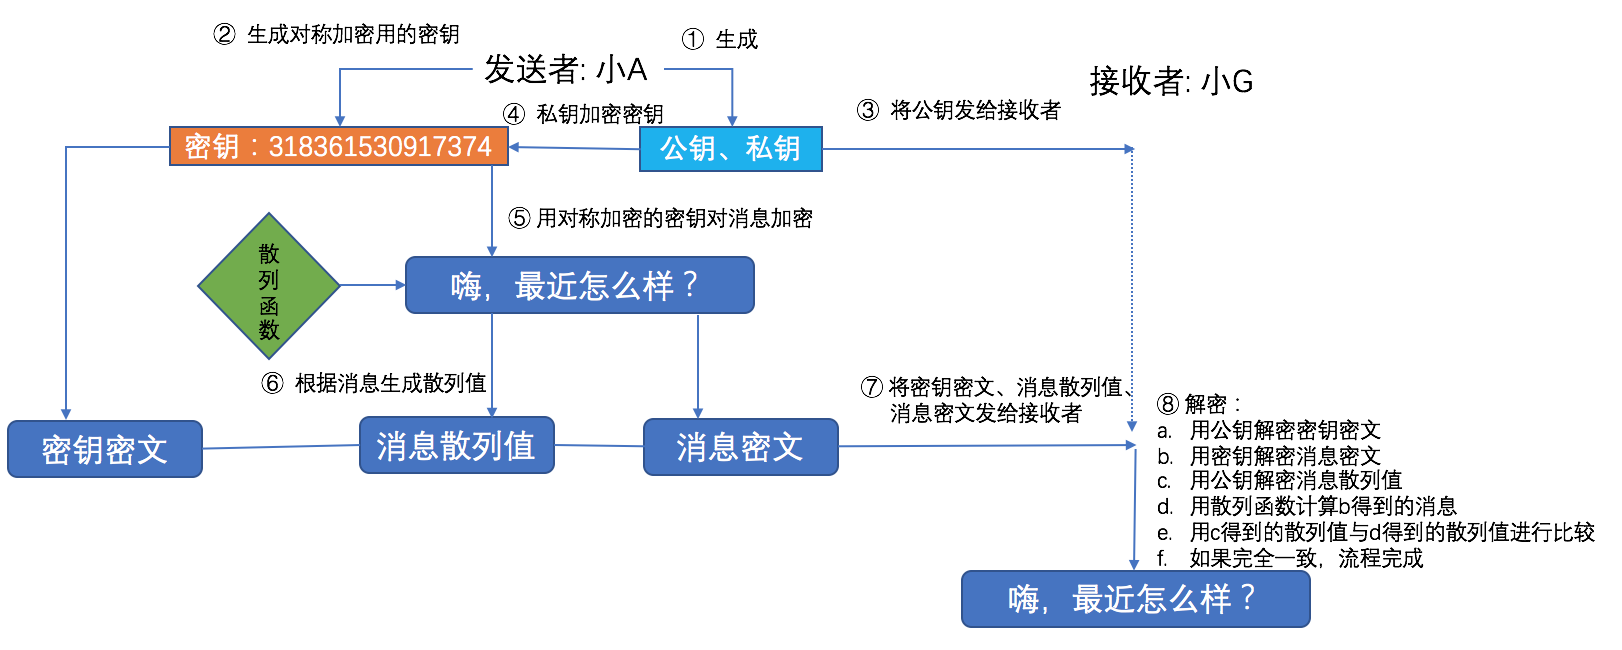 ② 生成对称加密用的密钥
① 生成
发送者: 小A
接收者: 小G
④ 私钥加密密钥
③ 将公钥发给接收者
密钥：318361530917374
公钥、私钥
⑤ 用对称加密的密钥对消息加密
散
列
函
数
嗨，最近怎么样？
⑥ 根据消息生成散列值
⑦ 将密钥密文、消息散列值、
消息密文发给接收者
密钥密文
消息散列值
消息密文
⑧ 解密：
a. 用公钥解密密钥密文
b. 用密钥解密消息密文
c. 用公钥解密消息散列值
d. 用散列函数计算b得到的消息
e. 用c得到的散列值与d得到的散列值进行比较
f. 如果完全一致，流程完成
嗨，最近怎么样？